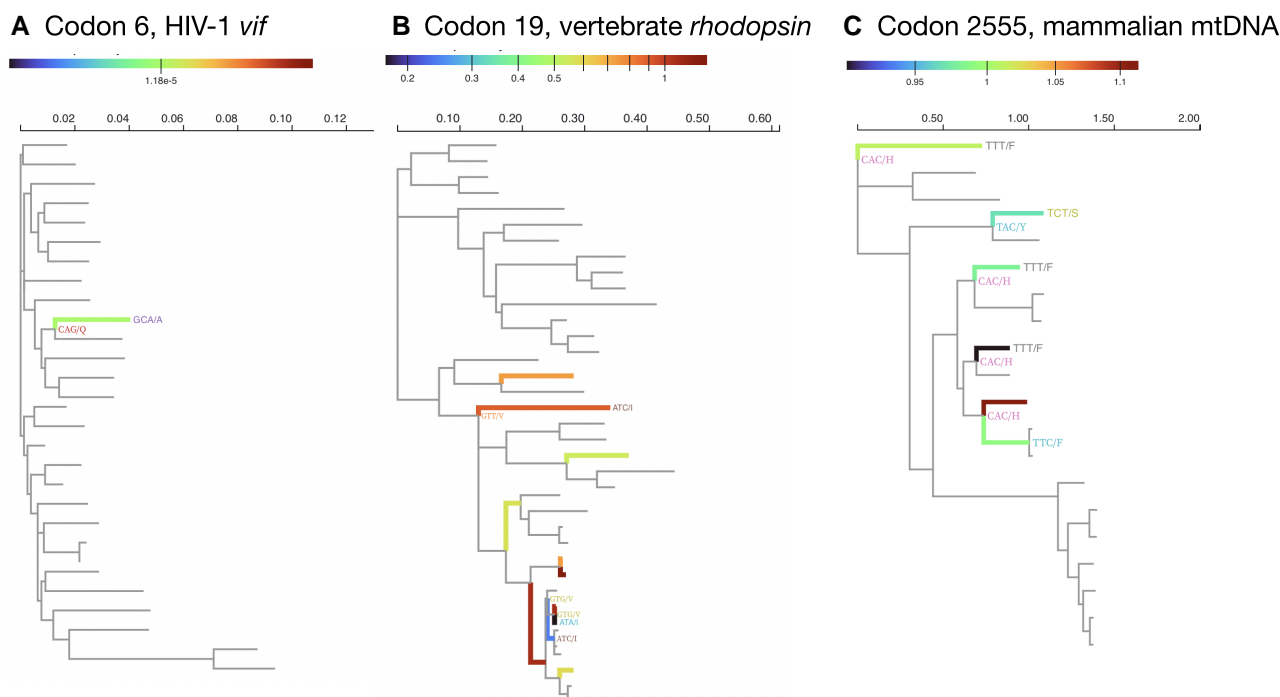 A Codon 6, HIV-1 vif
1.18e-5
0.02 0.04 0.06 0.08 0.10 0.12
CAG/Q
GCA/A
B Codon 19, vertebrate rhodopsin
0.2 0.3 0.4 0.5 1
0.10 0.20 0.30 0.40 0.50 0.60
GTT/V
ATC/I
GTG/V
GTG/V
ATA/I
ATC/I
C Codon 2555, mammalian mtDNA
0.95 1 1.05 1.1
0.50 1.00 1.50 2.00
TTT/F
CAC/H
TCT/S
TAC/Y
TTT/F
CAC/H
TTT/F
CAC/H
CAC/H
TTC/F